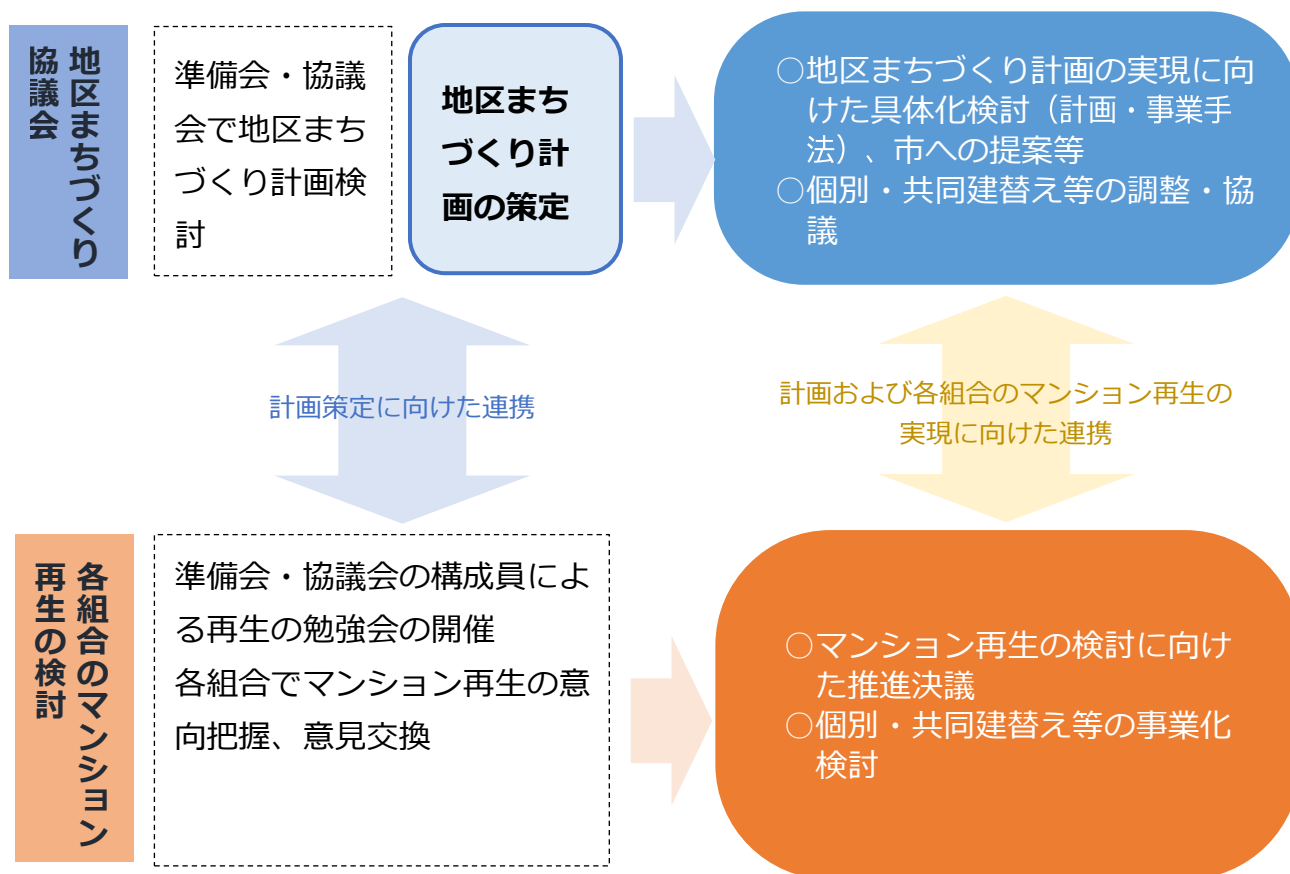 地区まちづくり
協議会
準備会・協議
会で地区まち
づくり計画検
討
地区まち
づくり計
画の策定
○地区まちづくり計画の実現に向
けた具体化検討（計画・事業手
法）、市への提案等
○個別・共同建替え等の調整・協
議
計画策定に向けた連携
計画および各組合のマンション再生の
実現に向けた連携
各組合のマンション
再生の検討
準備会・協議会の構成員によ
る再生の勉強会の開催
各組合でマンション再生の意
向把握、意見交換
○マンション再生の検討に向け
た推進決議
○個別・共同建替え等の事業化
検討